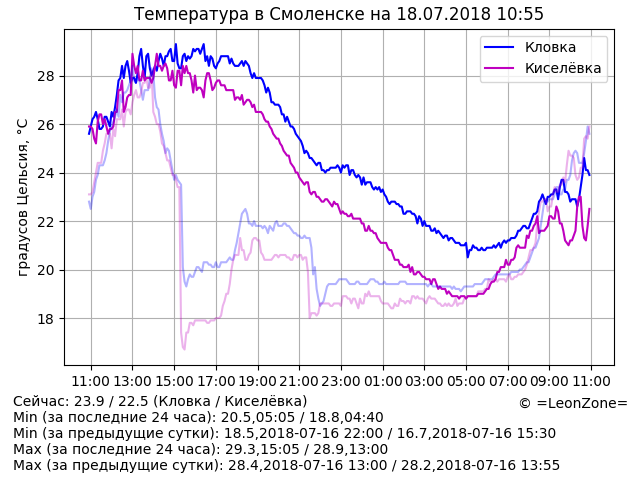 Температура в Смоленске на 18.07.2018 10:55
Кловка
Киселёвка
градусов Цельсия, °C
28
26
24
22
20
18
11:00 13:00 15:00 17:00 19:00 21:00 23:00 01:00 03:00 05:00 07:00 09:00 11:00
Сейчас: 23.9 / 22.5 (Кловка / Киселёвка)
© =LeonZone=
Min (за последние 24 часа): 20.5,05:05 / 18.8,04:40
Min (за предыдущие сутки): 18.5,2018-07-16 22:00 / 16.7,2018-07-16 15:30
Max (за последние 24 часа): 29.3,15:05 / 28.9,13:00
Max (за предыдущие сутки): 28.4,2018-07-16 13:00 / 28.2,2018-07-16 13:55